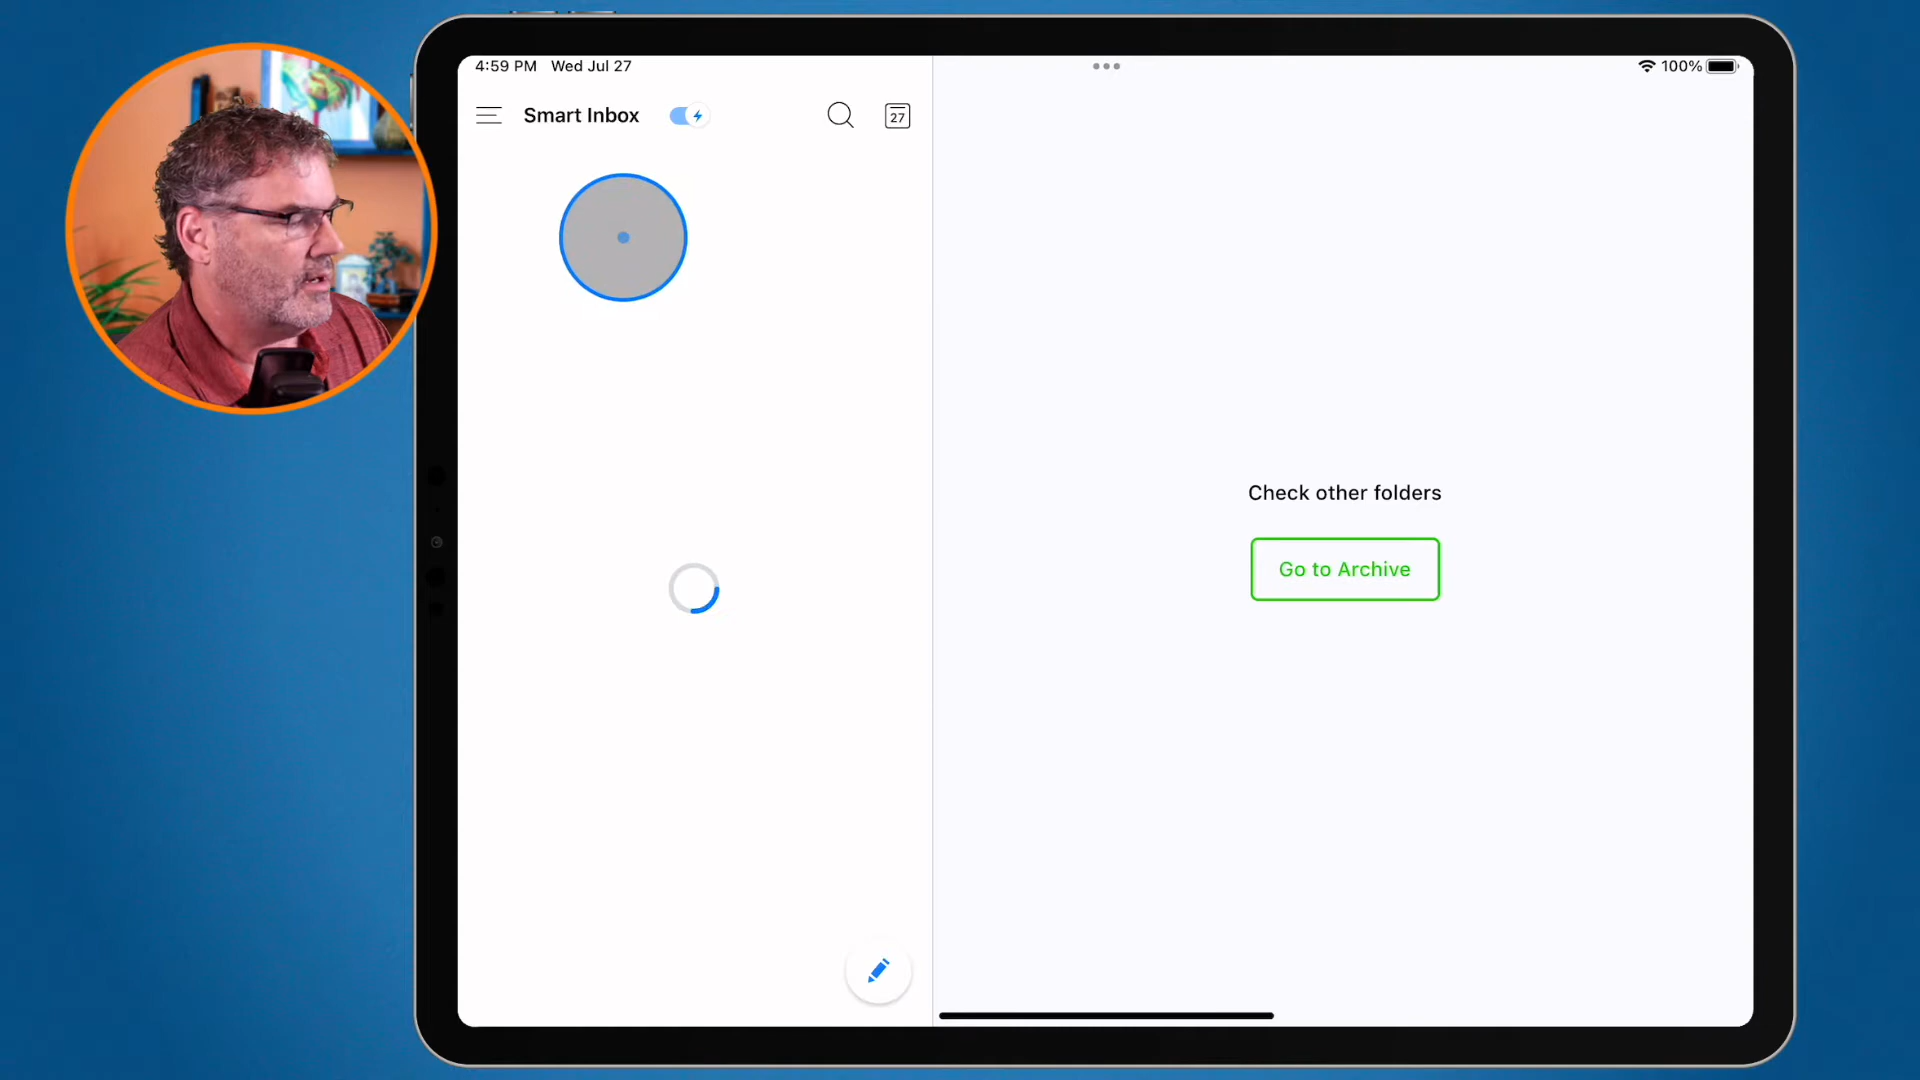 4:59 PM Wed Jul 27
100%
Smart Inbox
27
Check other folders
Go to Archive